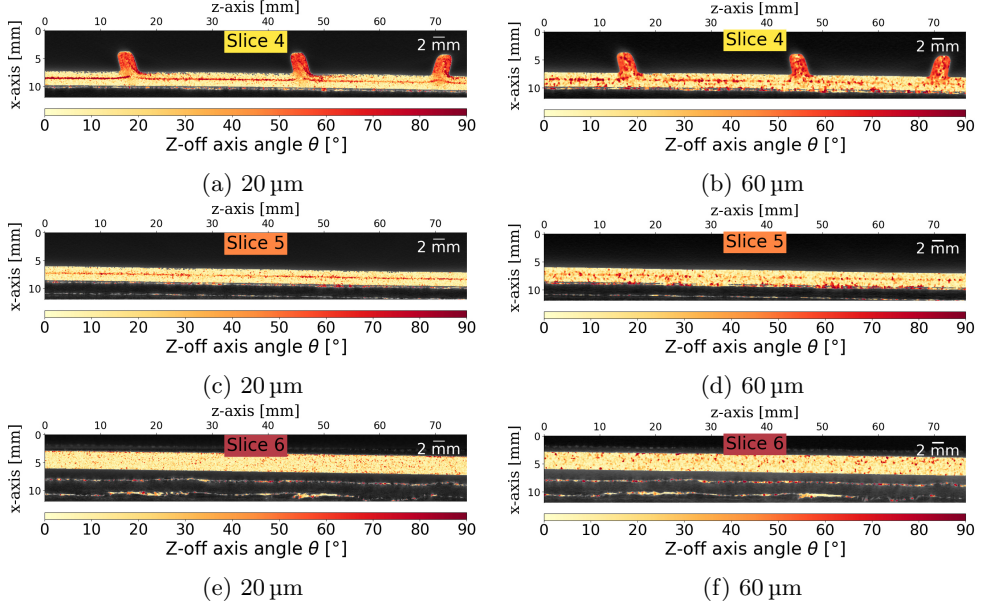 z-axis [mm]
0 10 20 30 40 50 60 70
x-axis [mm]
0
5
10
Slice 4
2 mm
0 10 20 30 40 50 60 70 80 90
Z-off axis angle θ [°]
(a) 20 µm
z-axis [mm]
0 10 20 30 40 50 60 70
x-axis [mm]
0
5
10
Slice 4
2 mm
0 10 20 30 40 50 60 70 80 90
Z-off axis angle θ [°]
(b) 60 µm
z-axis [mm]
0 10 20 30 40 50 60 70
x-axis [mm]
0
5
10
Slice 5
2 mm
0 10 20 30 40 50 60 70 80 90
Z-off axis angle θ [°]
(c) 20 µm
z-axis [mm]
0 10 20 30 40 50 60 70
x-axis [mm]
0
5
10
Slice 5
2 mm
0 10 20 30 40 50 60 70 80 90
Z-off axis angle θ [°]
(d) 60 µm
z-axis [mm]
0 10 20 30 40 50 60 70
x-axis [mm]
0
5
10
Slice 6
2 mm
0 10 20 30 40 50 60 70 80 90
Z-off axis angle θ [°]
(e) 20 µm
z-axis [mm]
0 10 20 30 40 50 60 70
x-axis [mm]
0
5
10
Slice 6
2 mm
0 10 20 30 40 50 60 70 80 90
Z-off axis angle θ [°]
(f) 60 µm